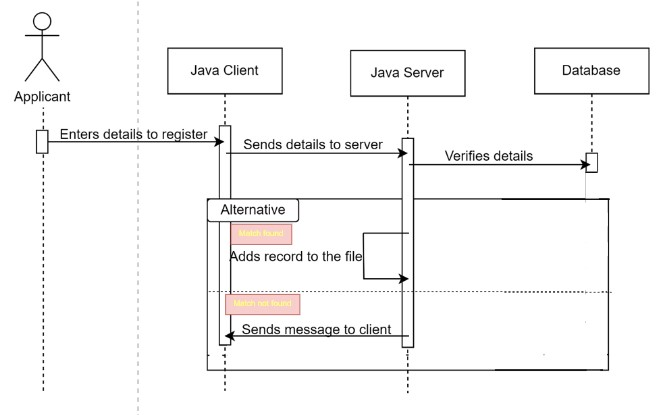 Applicant
Java Client
Java Server
Database
Enters details to register
Sends details to server
Verifies details
Alternative
Match found
Adds record to the file
Match not found
Sends message to client